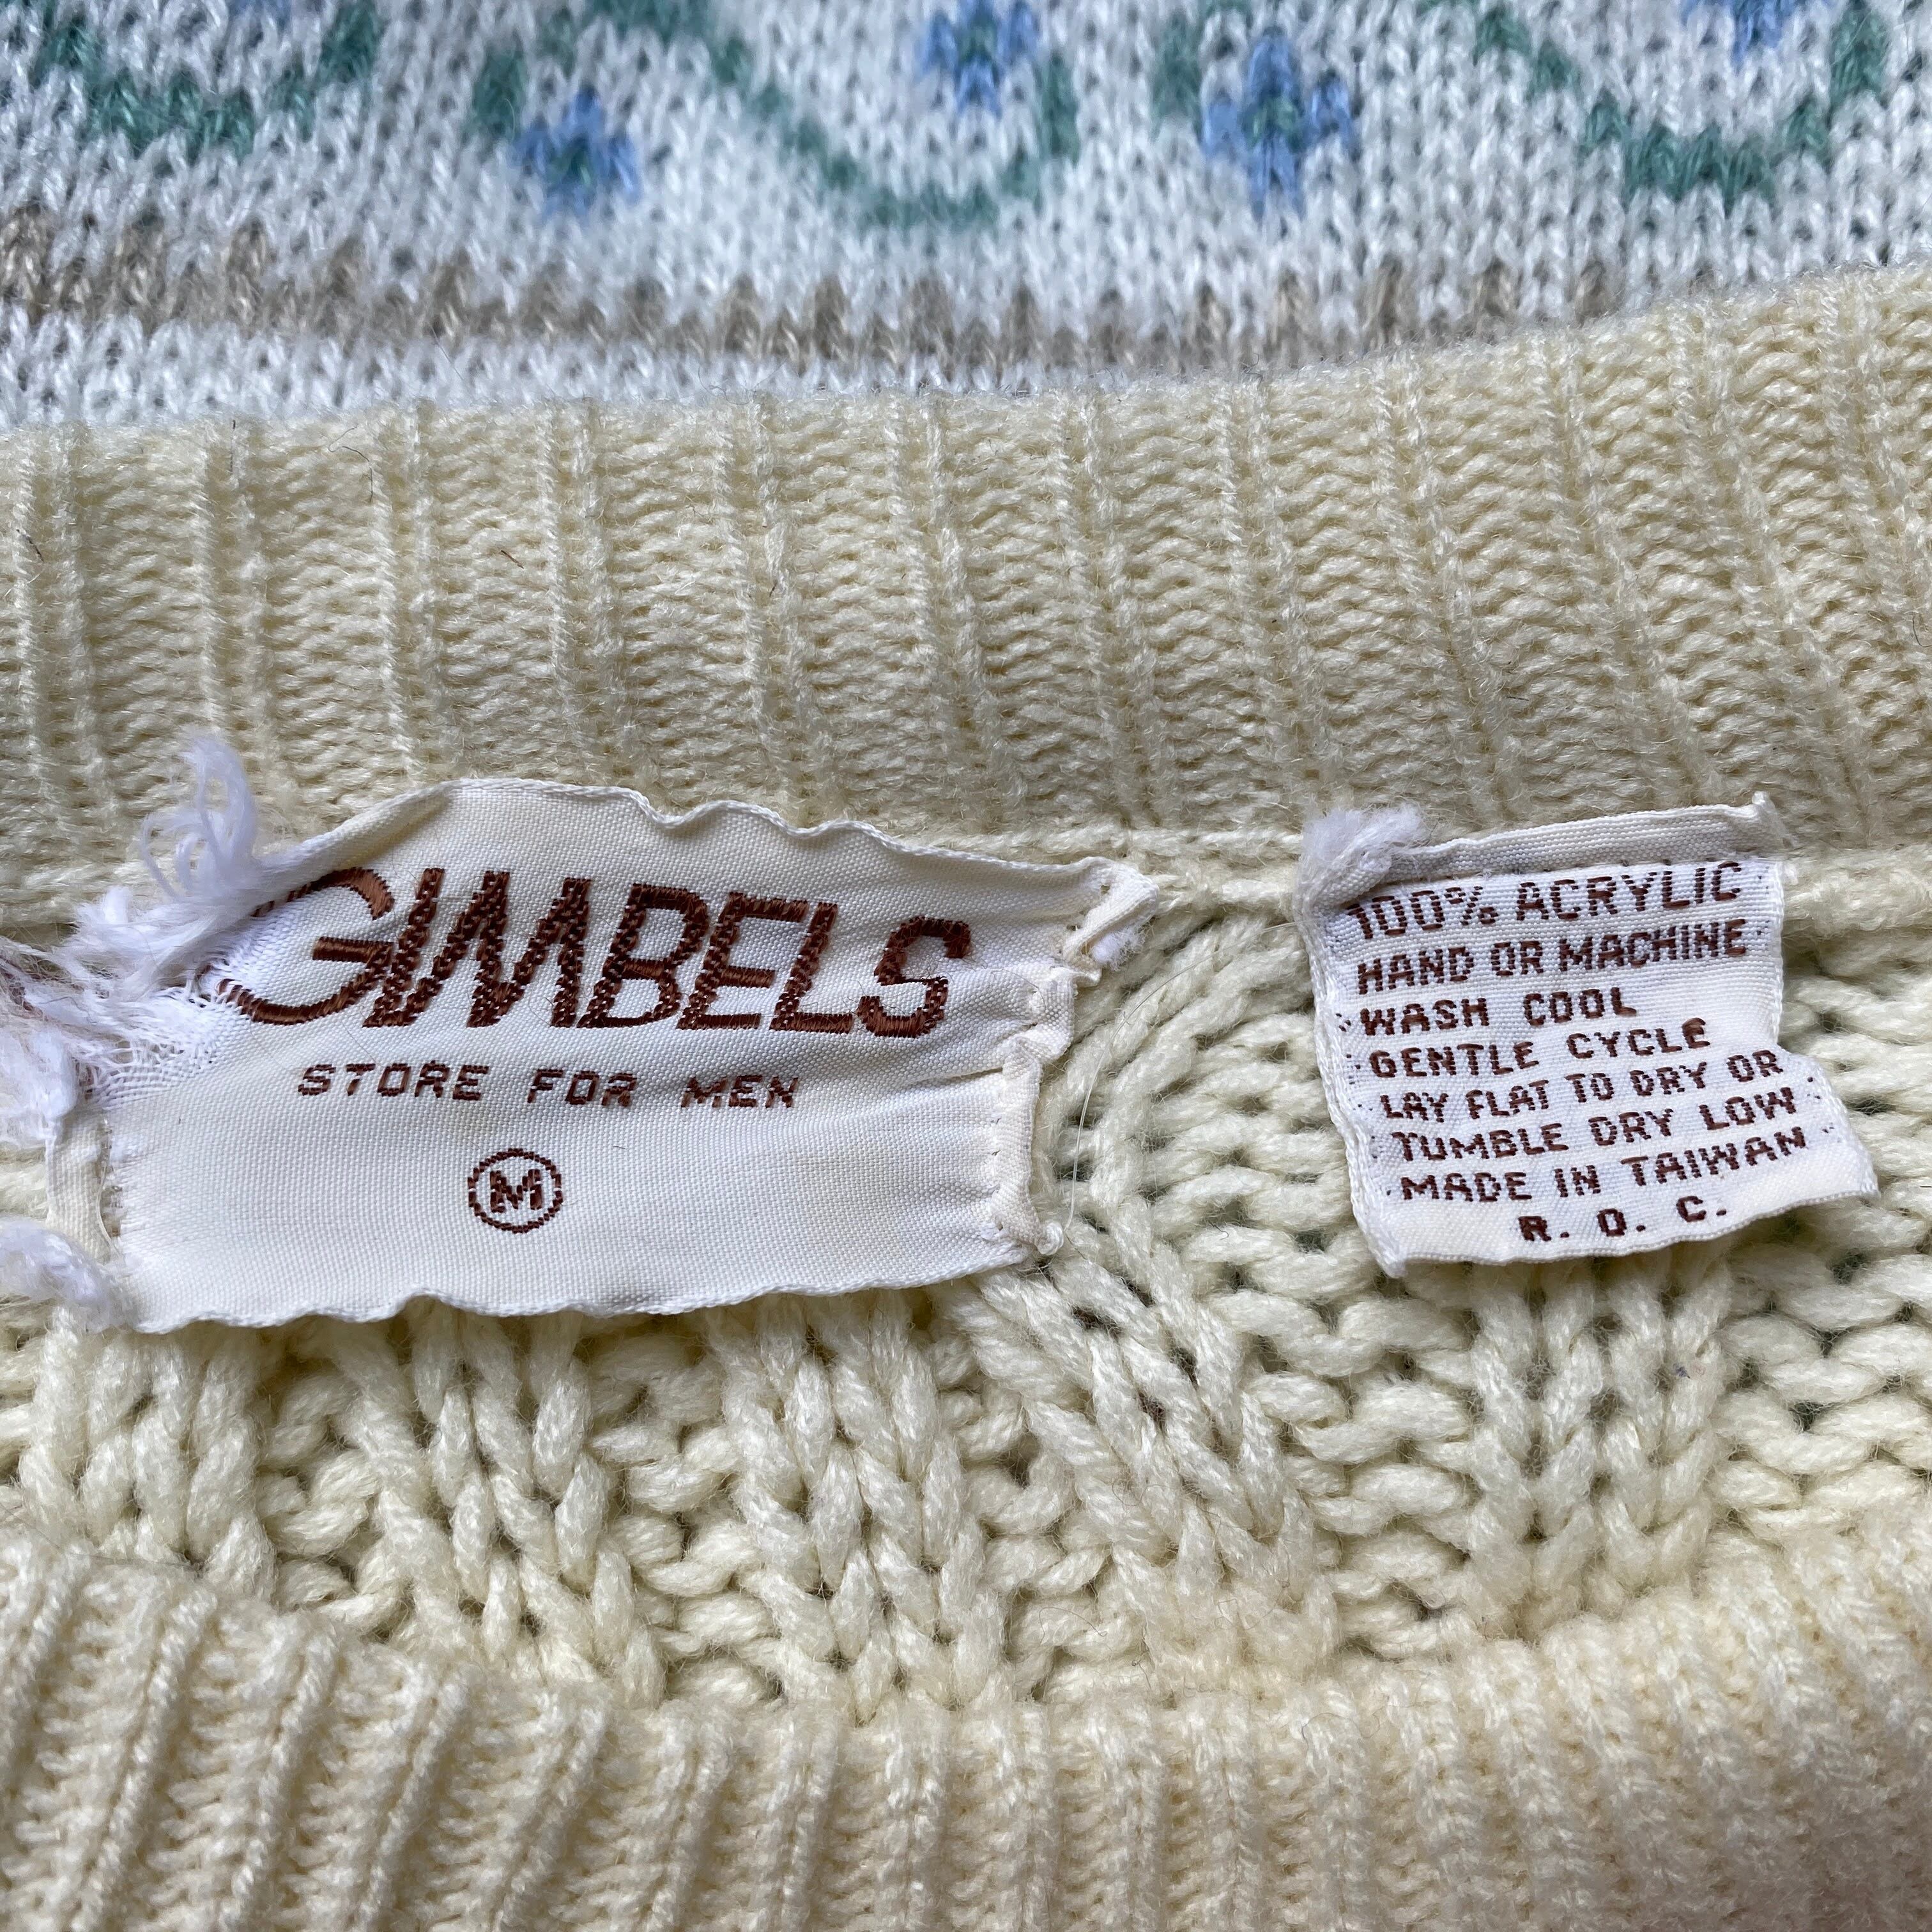 GIMBELS
STORE FOR MEN
M
100% ACRYLIC
HAND OR MACHINE
WASH COOL
GENTLE CYCLE
LAY FLAT TO DRY OR
TUMBLE DRY LOW
MADE IN TAIWAN
R. O. C.